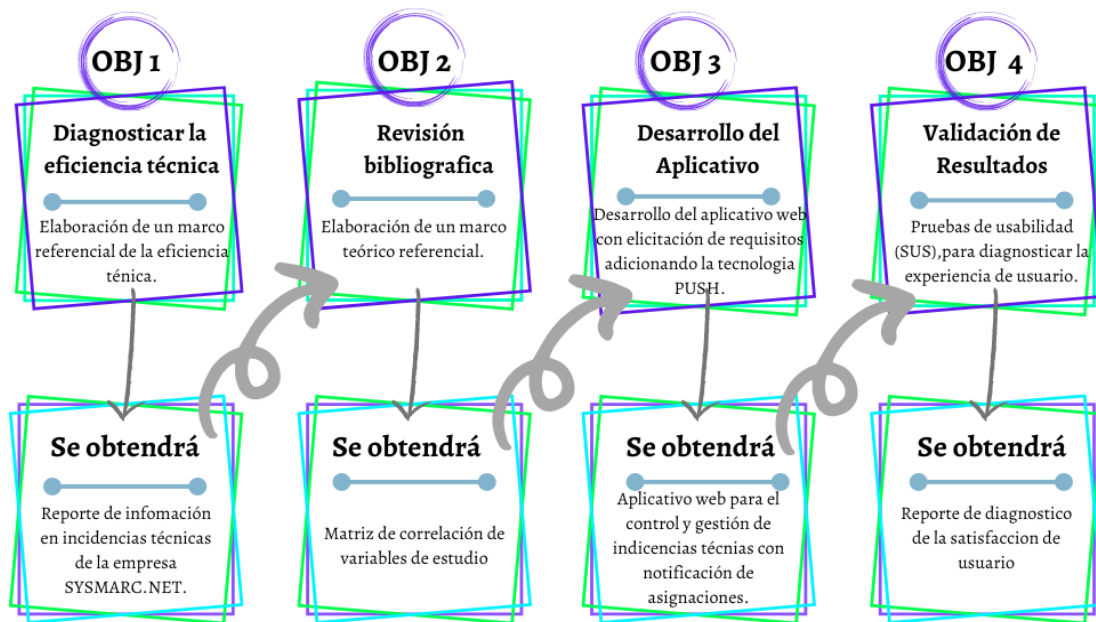 OBJ 1
Diagnosticar la
eficiencia técnica
Elaboración de un marco
referencial de la eficiencia
ténica.
Se obtendrá
Reporte de infomación
en incidencias técnicas
de la empresa
SYSMARC.NET.
OBJ 2
Revisión
bibliografica
Elaboración de un marco
teórico referencial.
Se obtendrá
Matriz de correlación de
variables de estudio
OBJ 3
Desarrollo del
Aplicativo
Desarrollo del aplicativo web
con elicitación de requisitos
adicionando la tecnologia
PUSH.
Se obtendrá
Aplicativo web para el
control y gestión de
indicencias técnias con
notificación de
asignaciones.
OBJ 4
Validación de
Resultados
Pruebas de usabilidad
(SUS),para diagnosticar la
experiencia de usuario.
Se obtendrá
Reporte de diagnostico
de la satisfaccion de
usuario